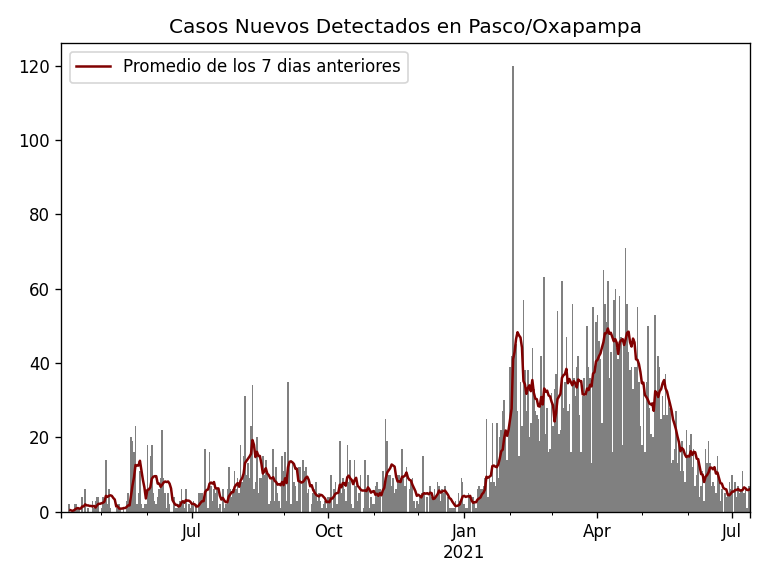 Casos Nuevos Detectados en Pasco/Oxapampa
Promedio de los 7 dias anteriores
120
100
80
60
40
20
0
Jul
Oct
Jan
2021
Apr
Jul